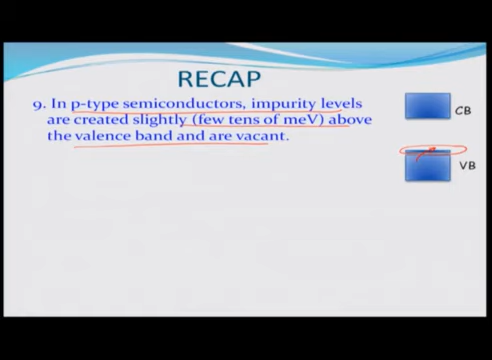 RECAP
9. In p-type semiconductors, impurity levels
are created slightly (few tens of meV) above
the valence band and are vacant.
CB
VB